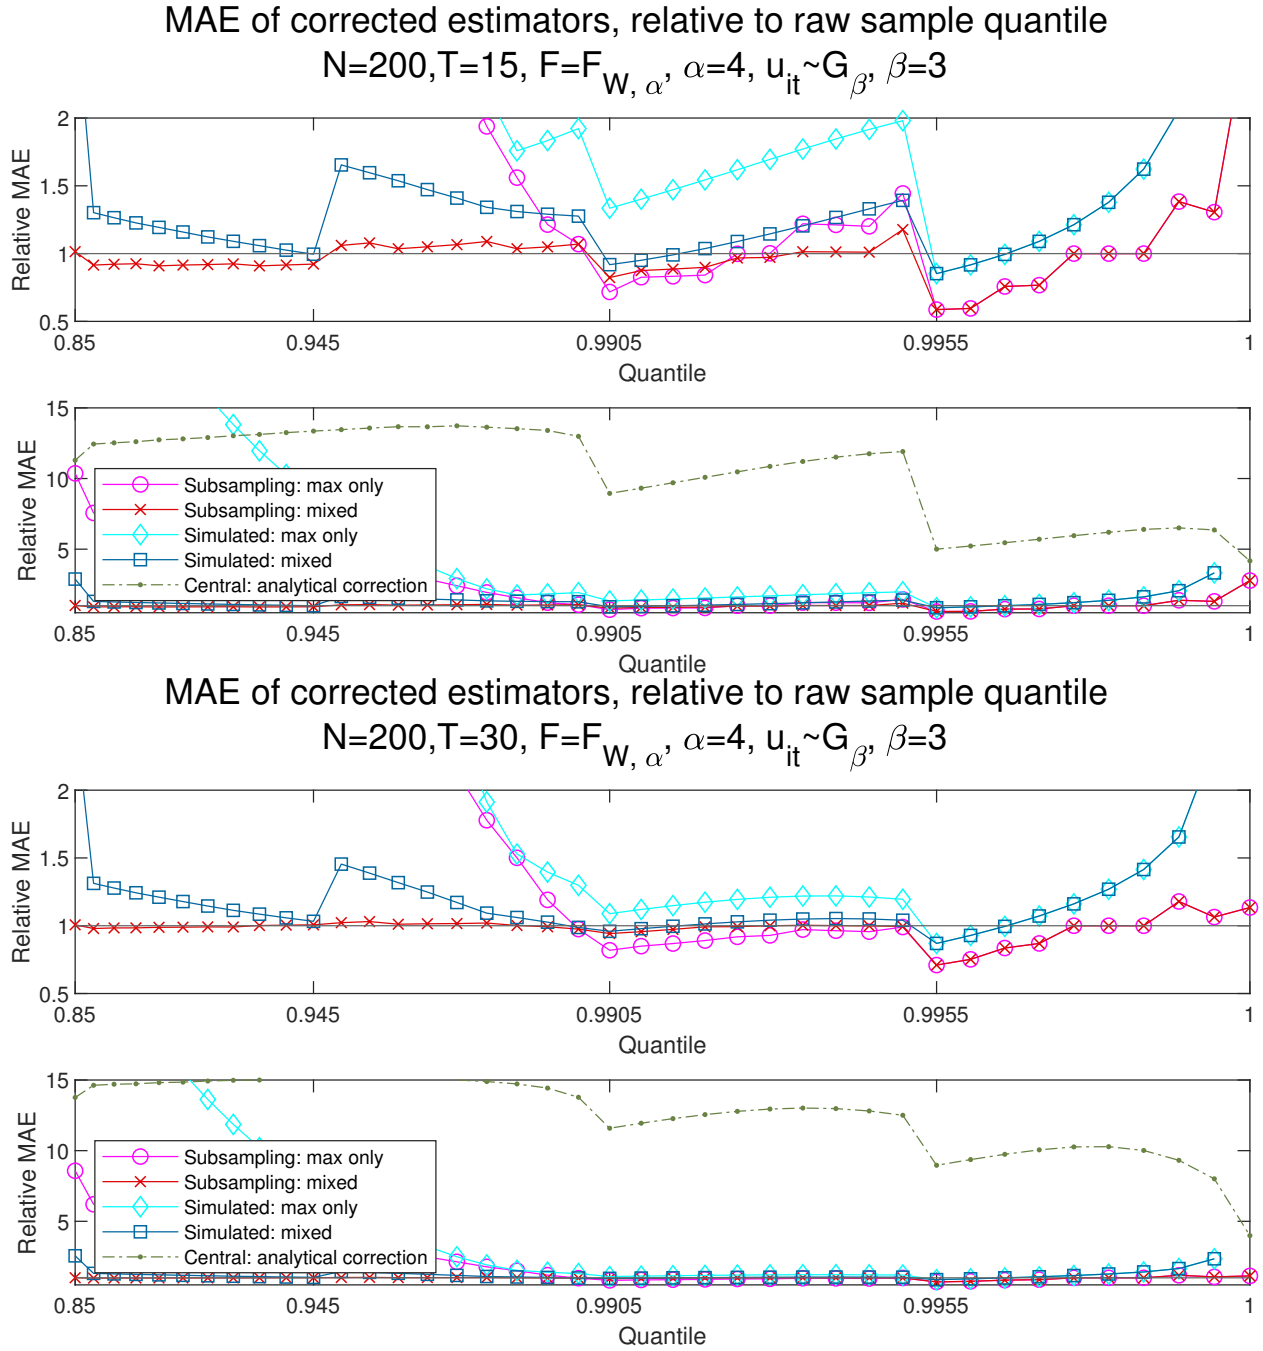 MAE of corrected estimators, relative to raw sample quantile
N=200,T=15, F=F_{W, α}, α=4, u_{it}~G_β, β=3
2
1.5
1
0.5
Relative MAE
0.85
0.945
0.9905
0.9955
1
Quantile
15
10
5
Relative MAE
Subsampling: max only
Subsampling: mixed
Simulated: max only
Simulated: mixed
Central: analytical correction
0.85
0.945
0.9905
0.9955
1
Quantile
MAE of corrected estimators, relative to raw sample quantile
N=200,T=30, F=F_{W, α}, α=4, u_{it}~G_β, β=3
2
1.5
1
0.5
Relative MAE
0.85
0.945
0.9905
0.9955
1
Quantile
15
10
5
Relative MAE
Subsampling: max only
Subsampling: mixed
Simulated: max only
Simulated: mixed
Central: analytical correction
0.85
0.945
0.9905
0.9955
1
Quantile